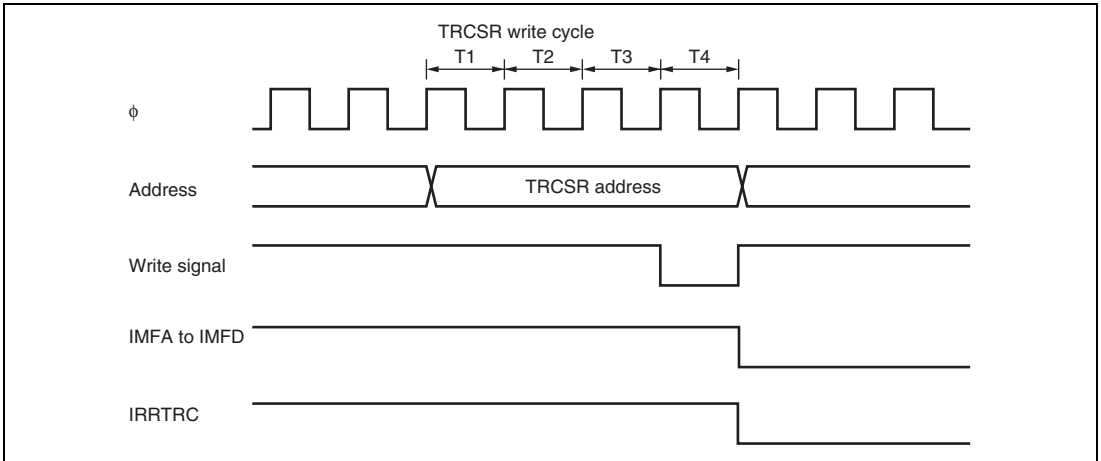 TRCSR write cycle
T1 T2 T3 T4
ϕ
Address
TRCSR address
Write signal
IMFA to IMFD
IRRTRC